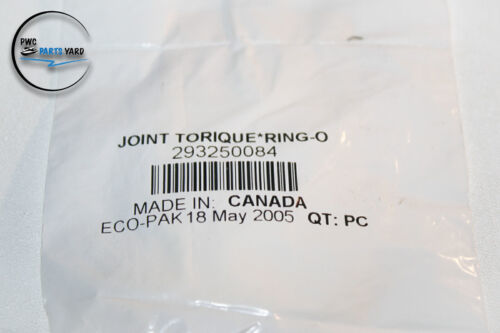 PWC
PARTS YARD
JOINT TORIQUE*RING-O
293250084
MADE IN: CANADA
ECO-PAK 18 May 2005 QT: PC